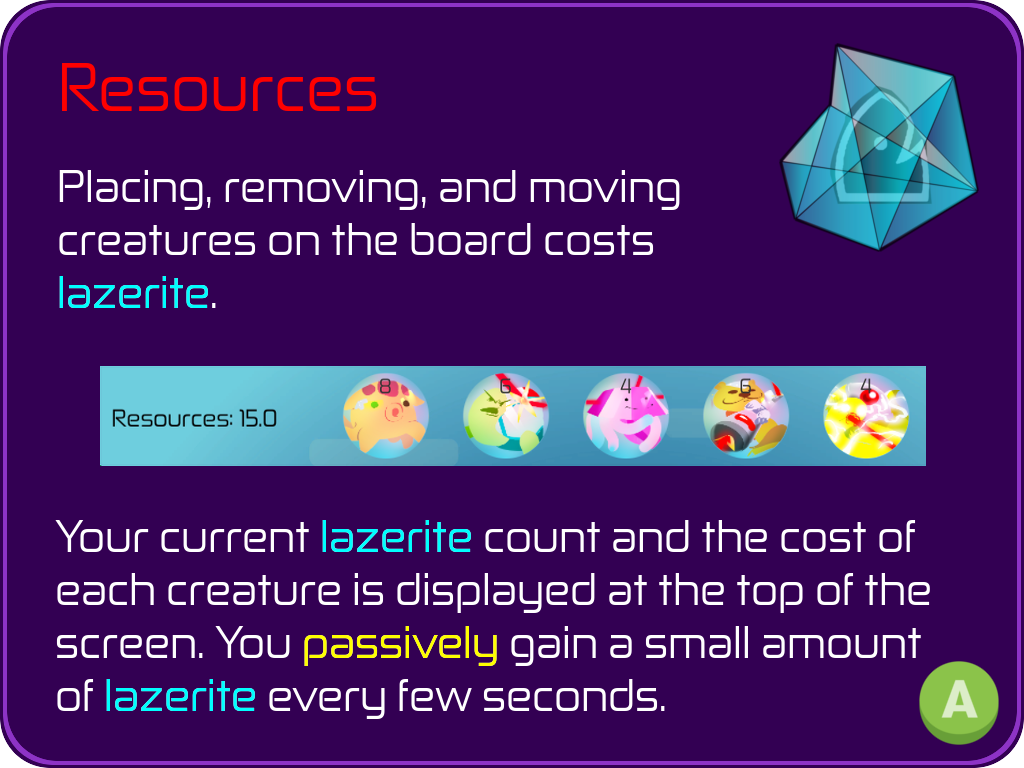 Resources
Placing, removing, and moving
creatures on the board costs
lazerite.
Resources: 15.0
8
6
4
6
4
Your current lazerite count and the cost of
each creature is displayed at the top of the
screen. You passively gain a small amount
of lazerite every few seconds.
A